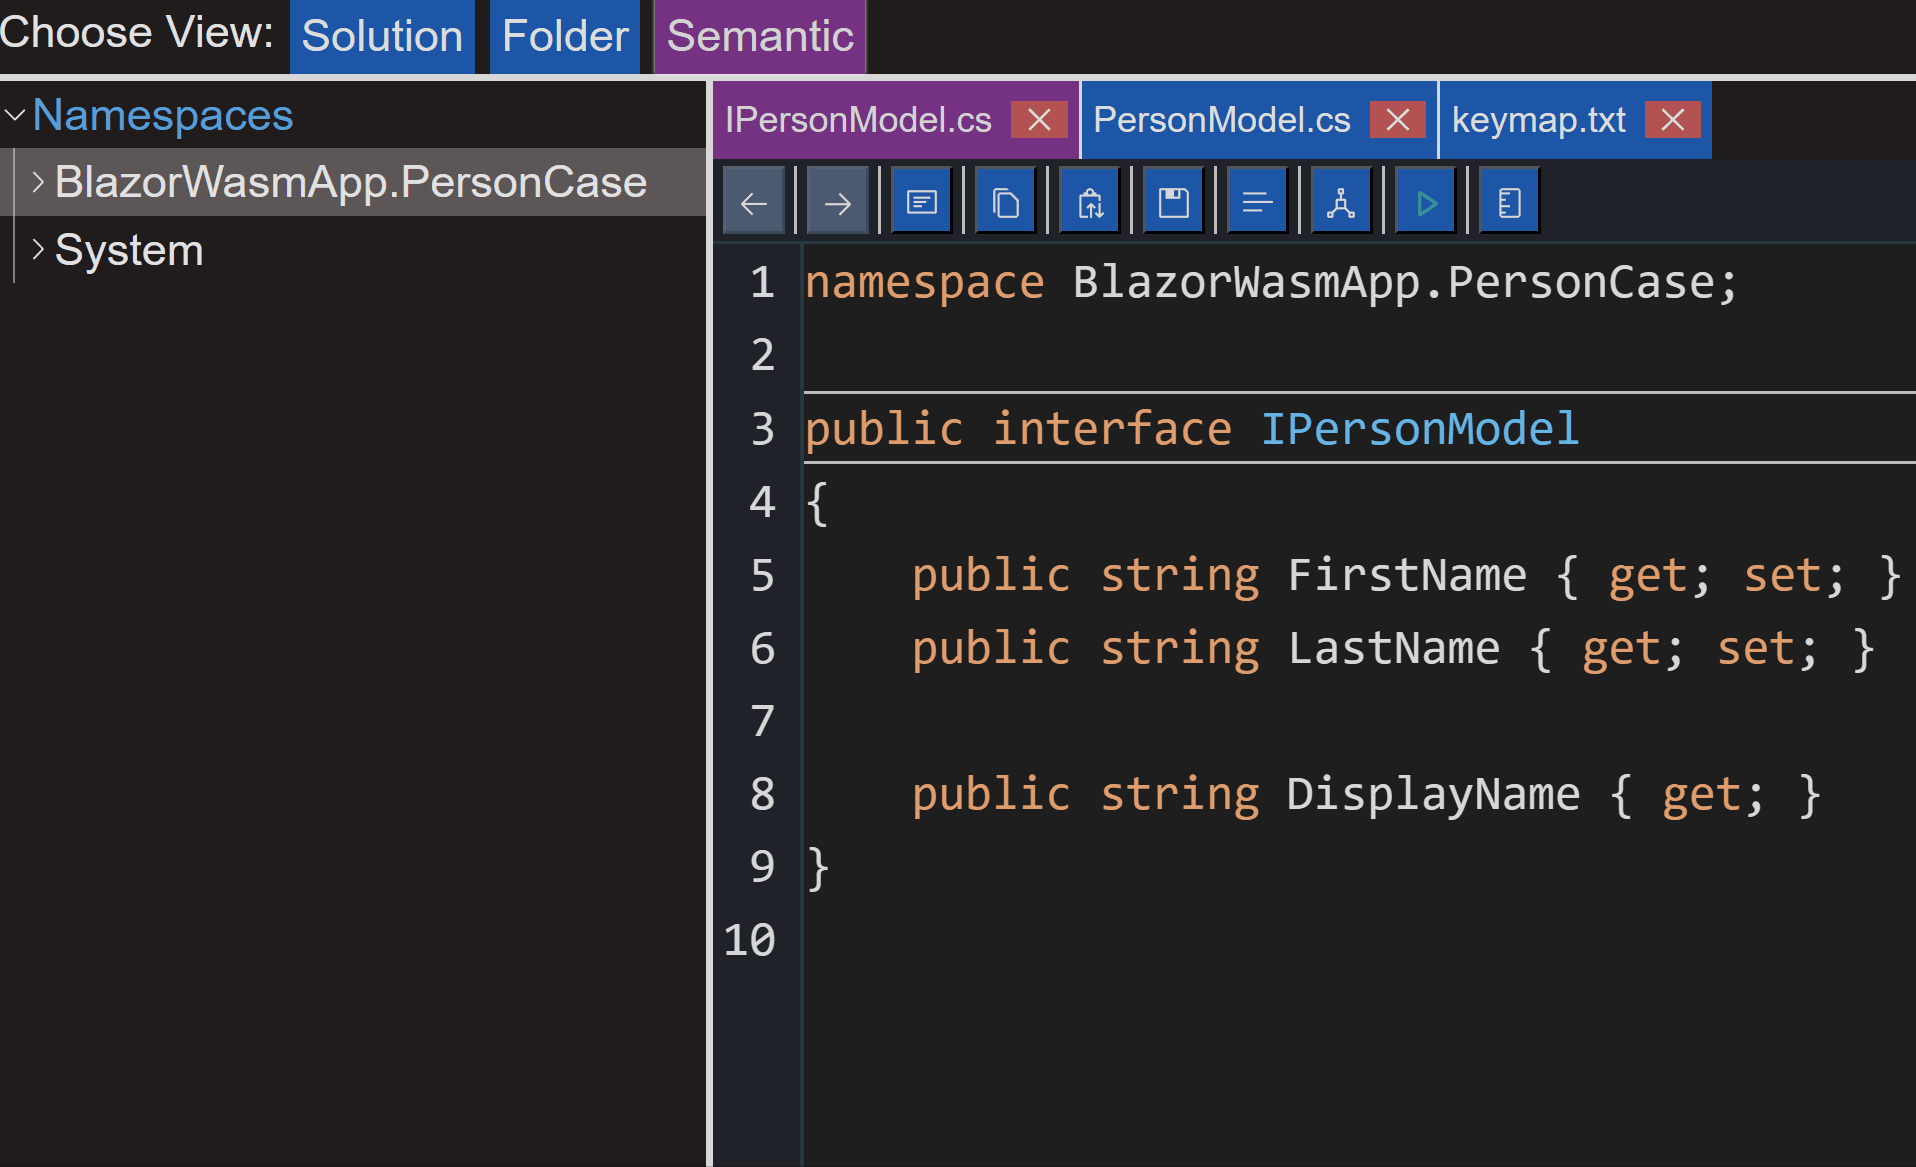 Choose View: Solution Folder Semantic
Namespaces
BlazorWasmApp.PersonCase
System
IPersonModel.cs PersonModel.cs keymap.txt
1 namespace BlazorWasmApp.PersonCase;
2
3 public interface IPersonModel
4 {
5     public string FirstName { get; set; }
6     public string LastName { get; set; }
7
8     public string DisplayName { get; }
9 }
10